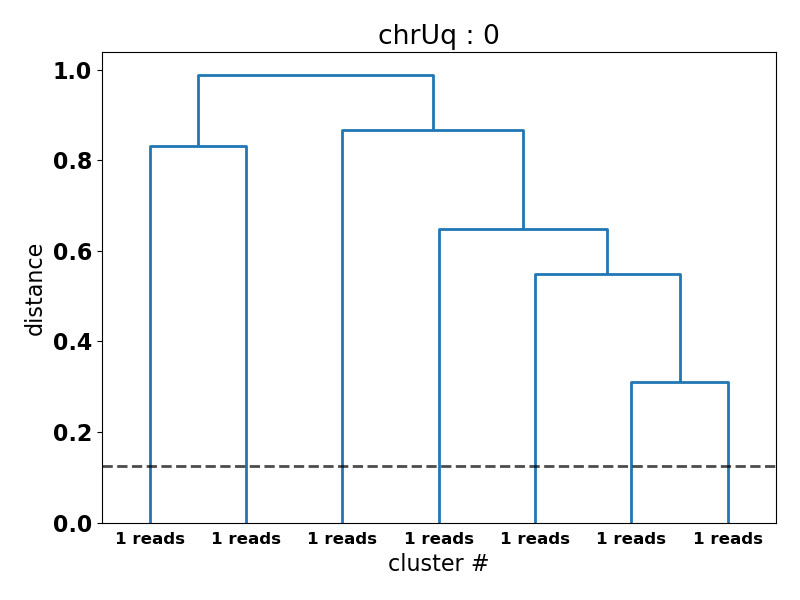 chrUq : 0
1.0
0.8
0.6
0.4
0.2
0.0
distance
1 reads 1 reads 1 reads 1 reads 1 reads 1 reads 1 reads
cluster #